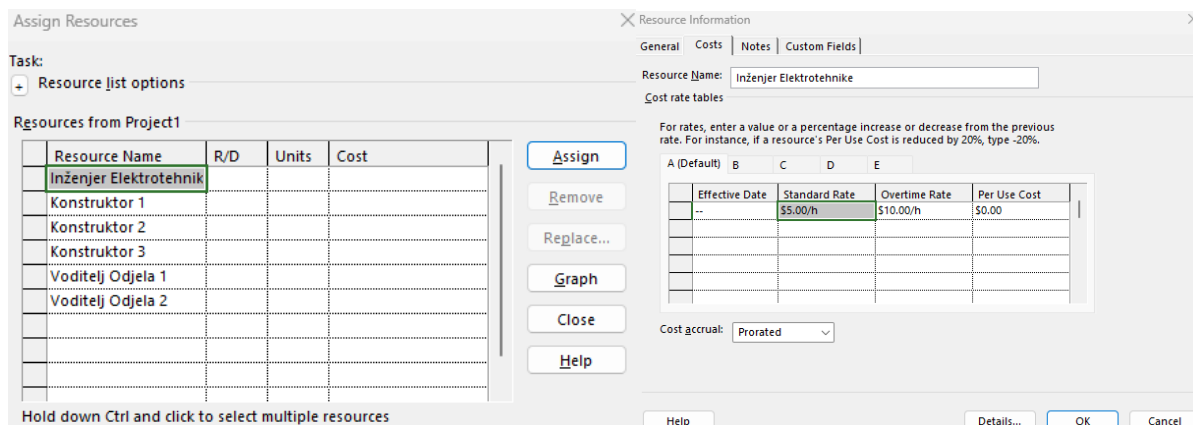 Assign Resources
Task:
+ Resource list options
Resources from Project1
Resource Name R/D Units Cost
Inženjer Elektrotehnik
Konstruktor 1
Konstruktor 2
Konstruktor 3
Voditelj Odjela 1
Voditelj Odjela 2
Assign
Remove
Replace...
Graph
Close
Help
Hold down Ctrl and click to select multiple resources
Resource Information
General Costs Notes Custom Fields
Resource Name: Inženjer Elektrotehnike
Cost rate tables
For rates, enter a value or a percentage increase or decrease from the previous
rate. For instance, if a resource's Per Use Cost is reduced by 20%, type -20%.
A (Default) B C D E
Effective Date Standard Rate Overtime Rate Per Use Cost
-- $5.00/h $10.00/h $0.00
Cost accrual: Prorated
Help Details... OK Cancel